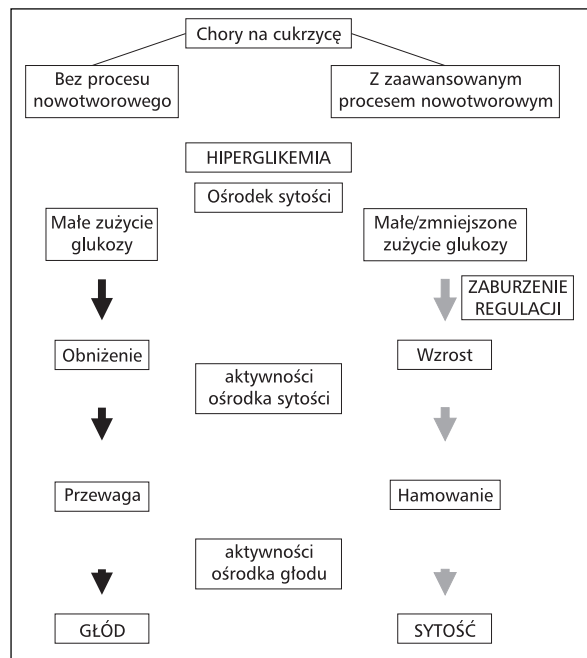 Chory na cukrzycę
Bez procesu
nowotworowego
Z zaawansowanym
procesem nowotworowym
HIPERGLIKEMIA
Ośrodek sytości
Małe zużycie
glukozy
Małe/zmniejszone
zużycie glukozy
ZABURZENIE
REGULACJI
Obniżenie
Wzrost
aktywności
ośrodka sytości
Przewaga
Hamowanie
aktywności
ośrodka głodu
GŁÓD
SYTOŚĆ